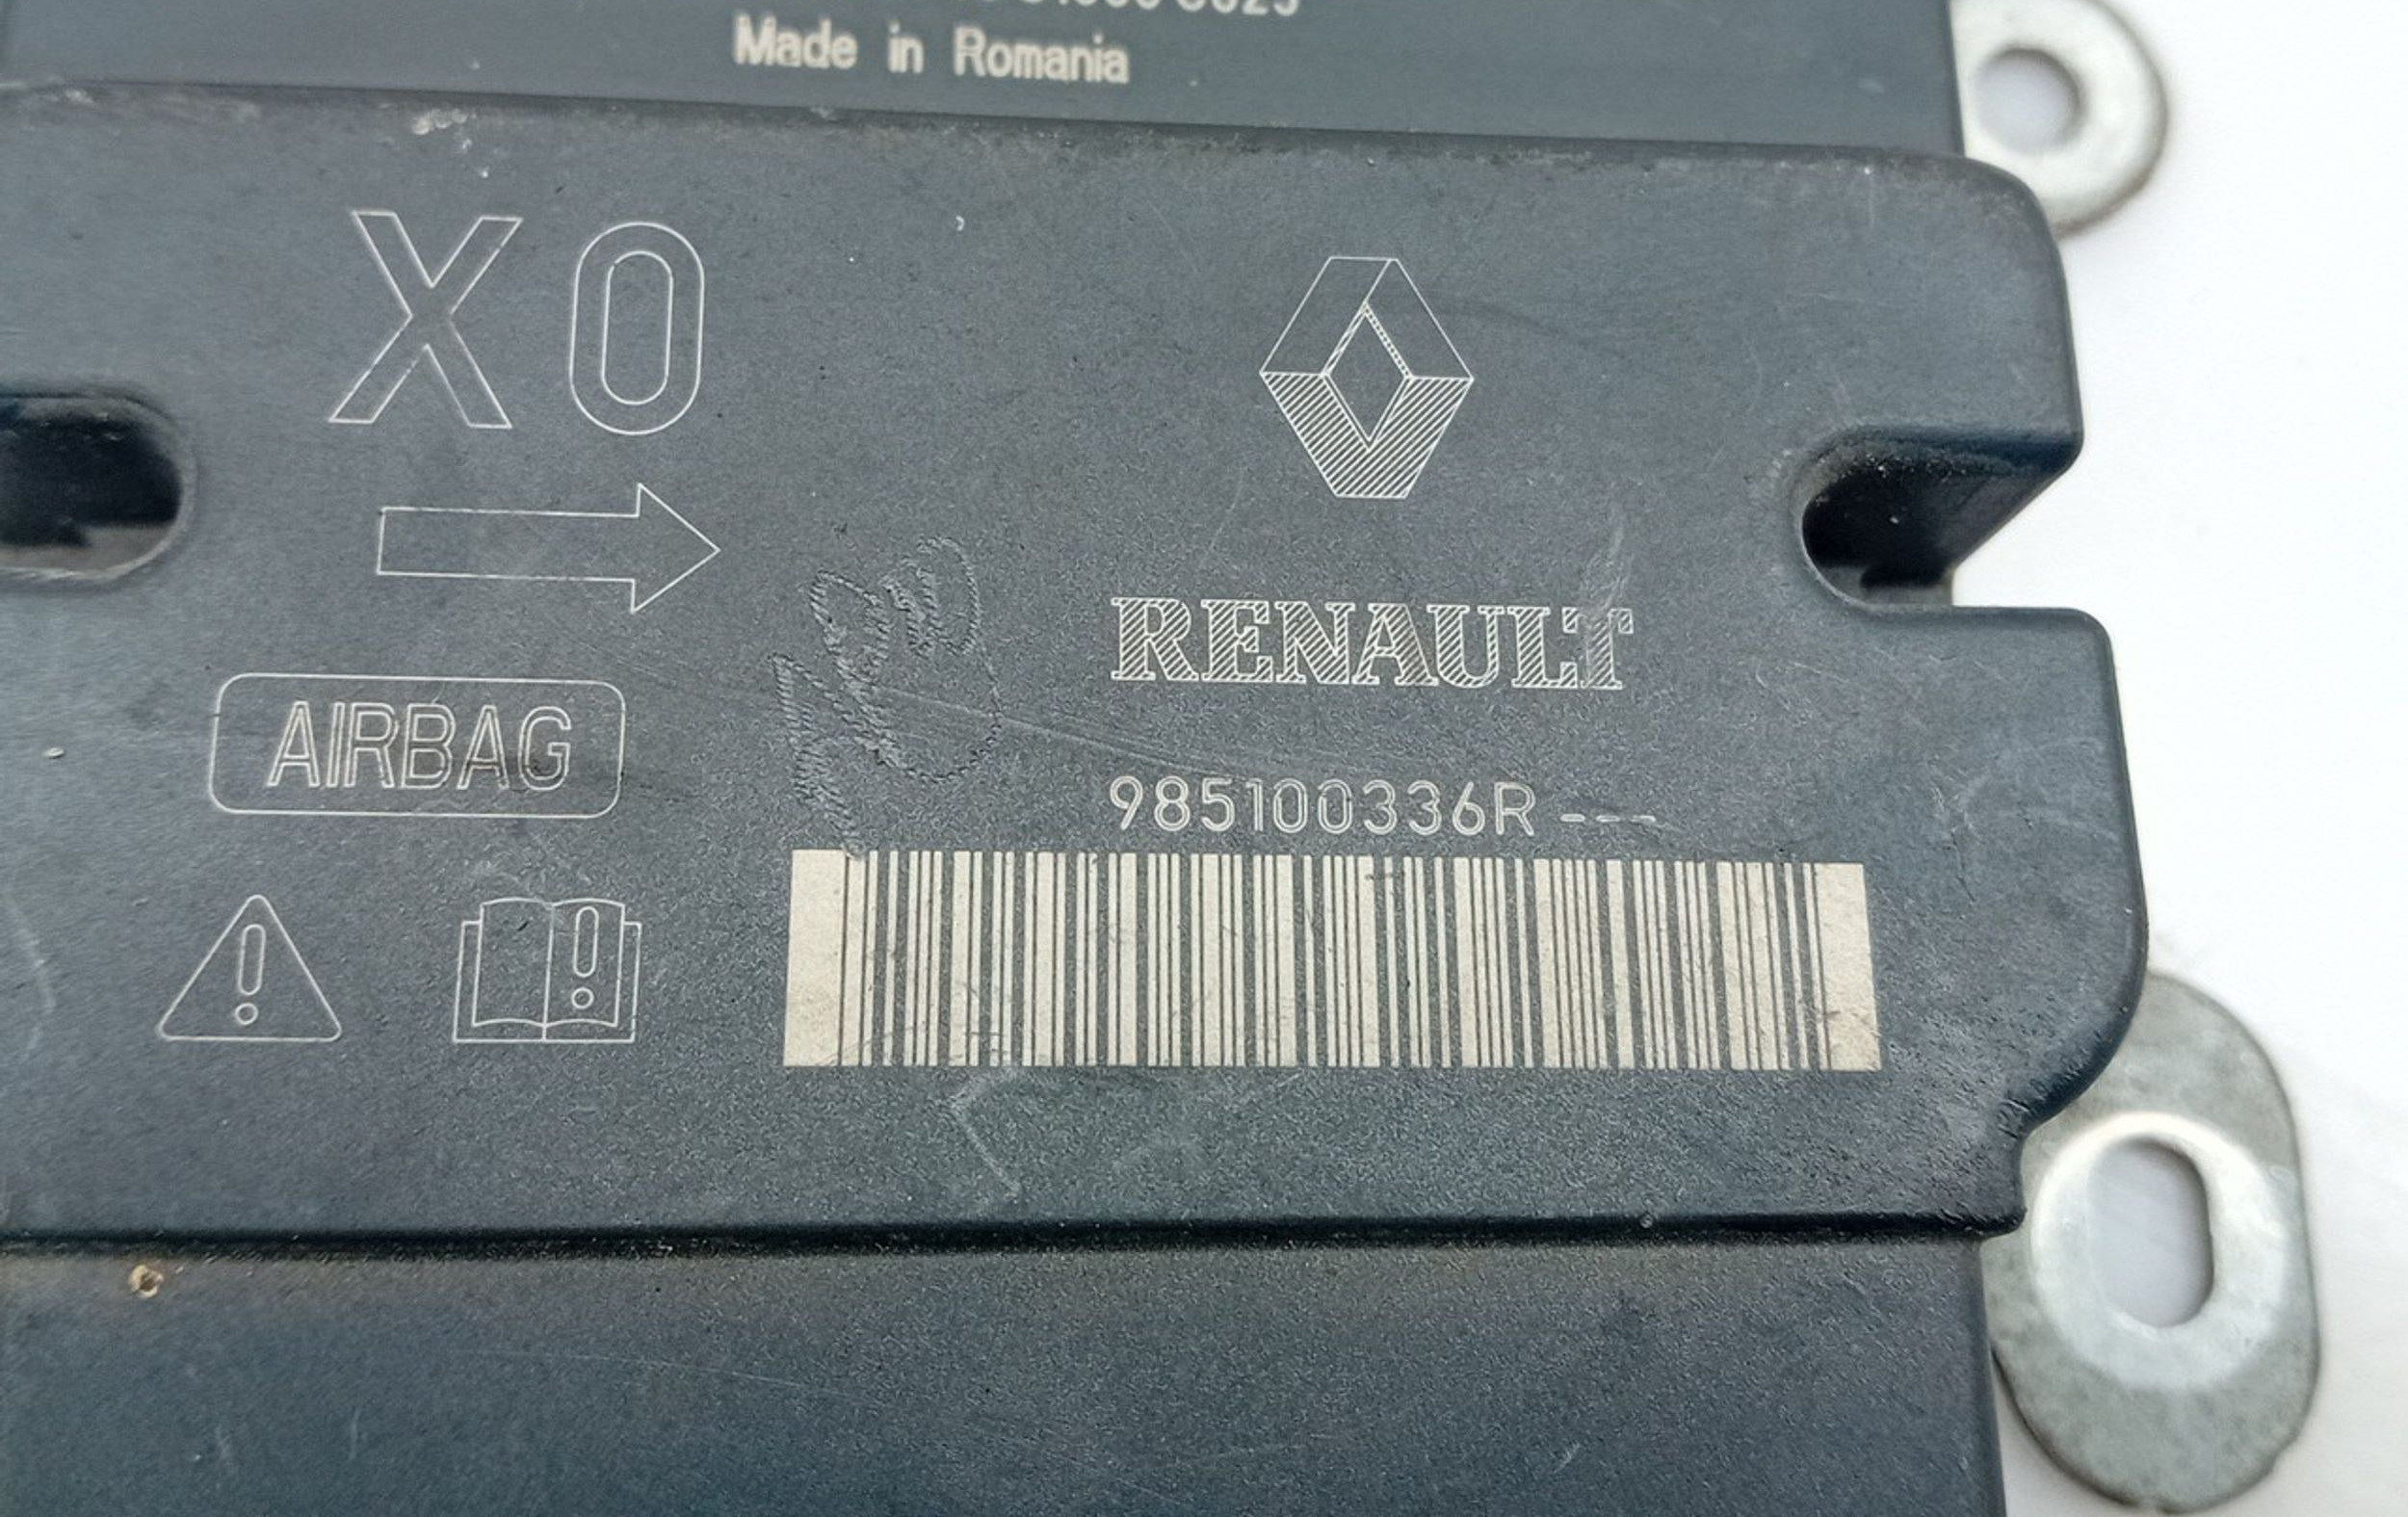 Made in Romania
XO
RENAULT
AIRBAG
985100336R ---